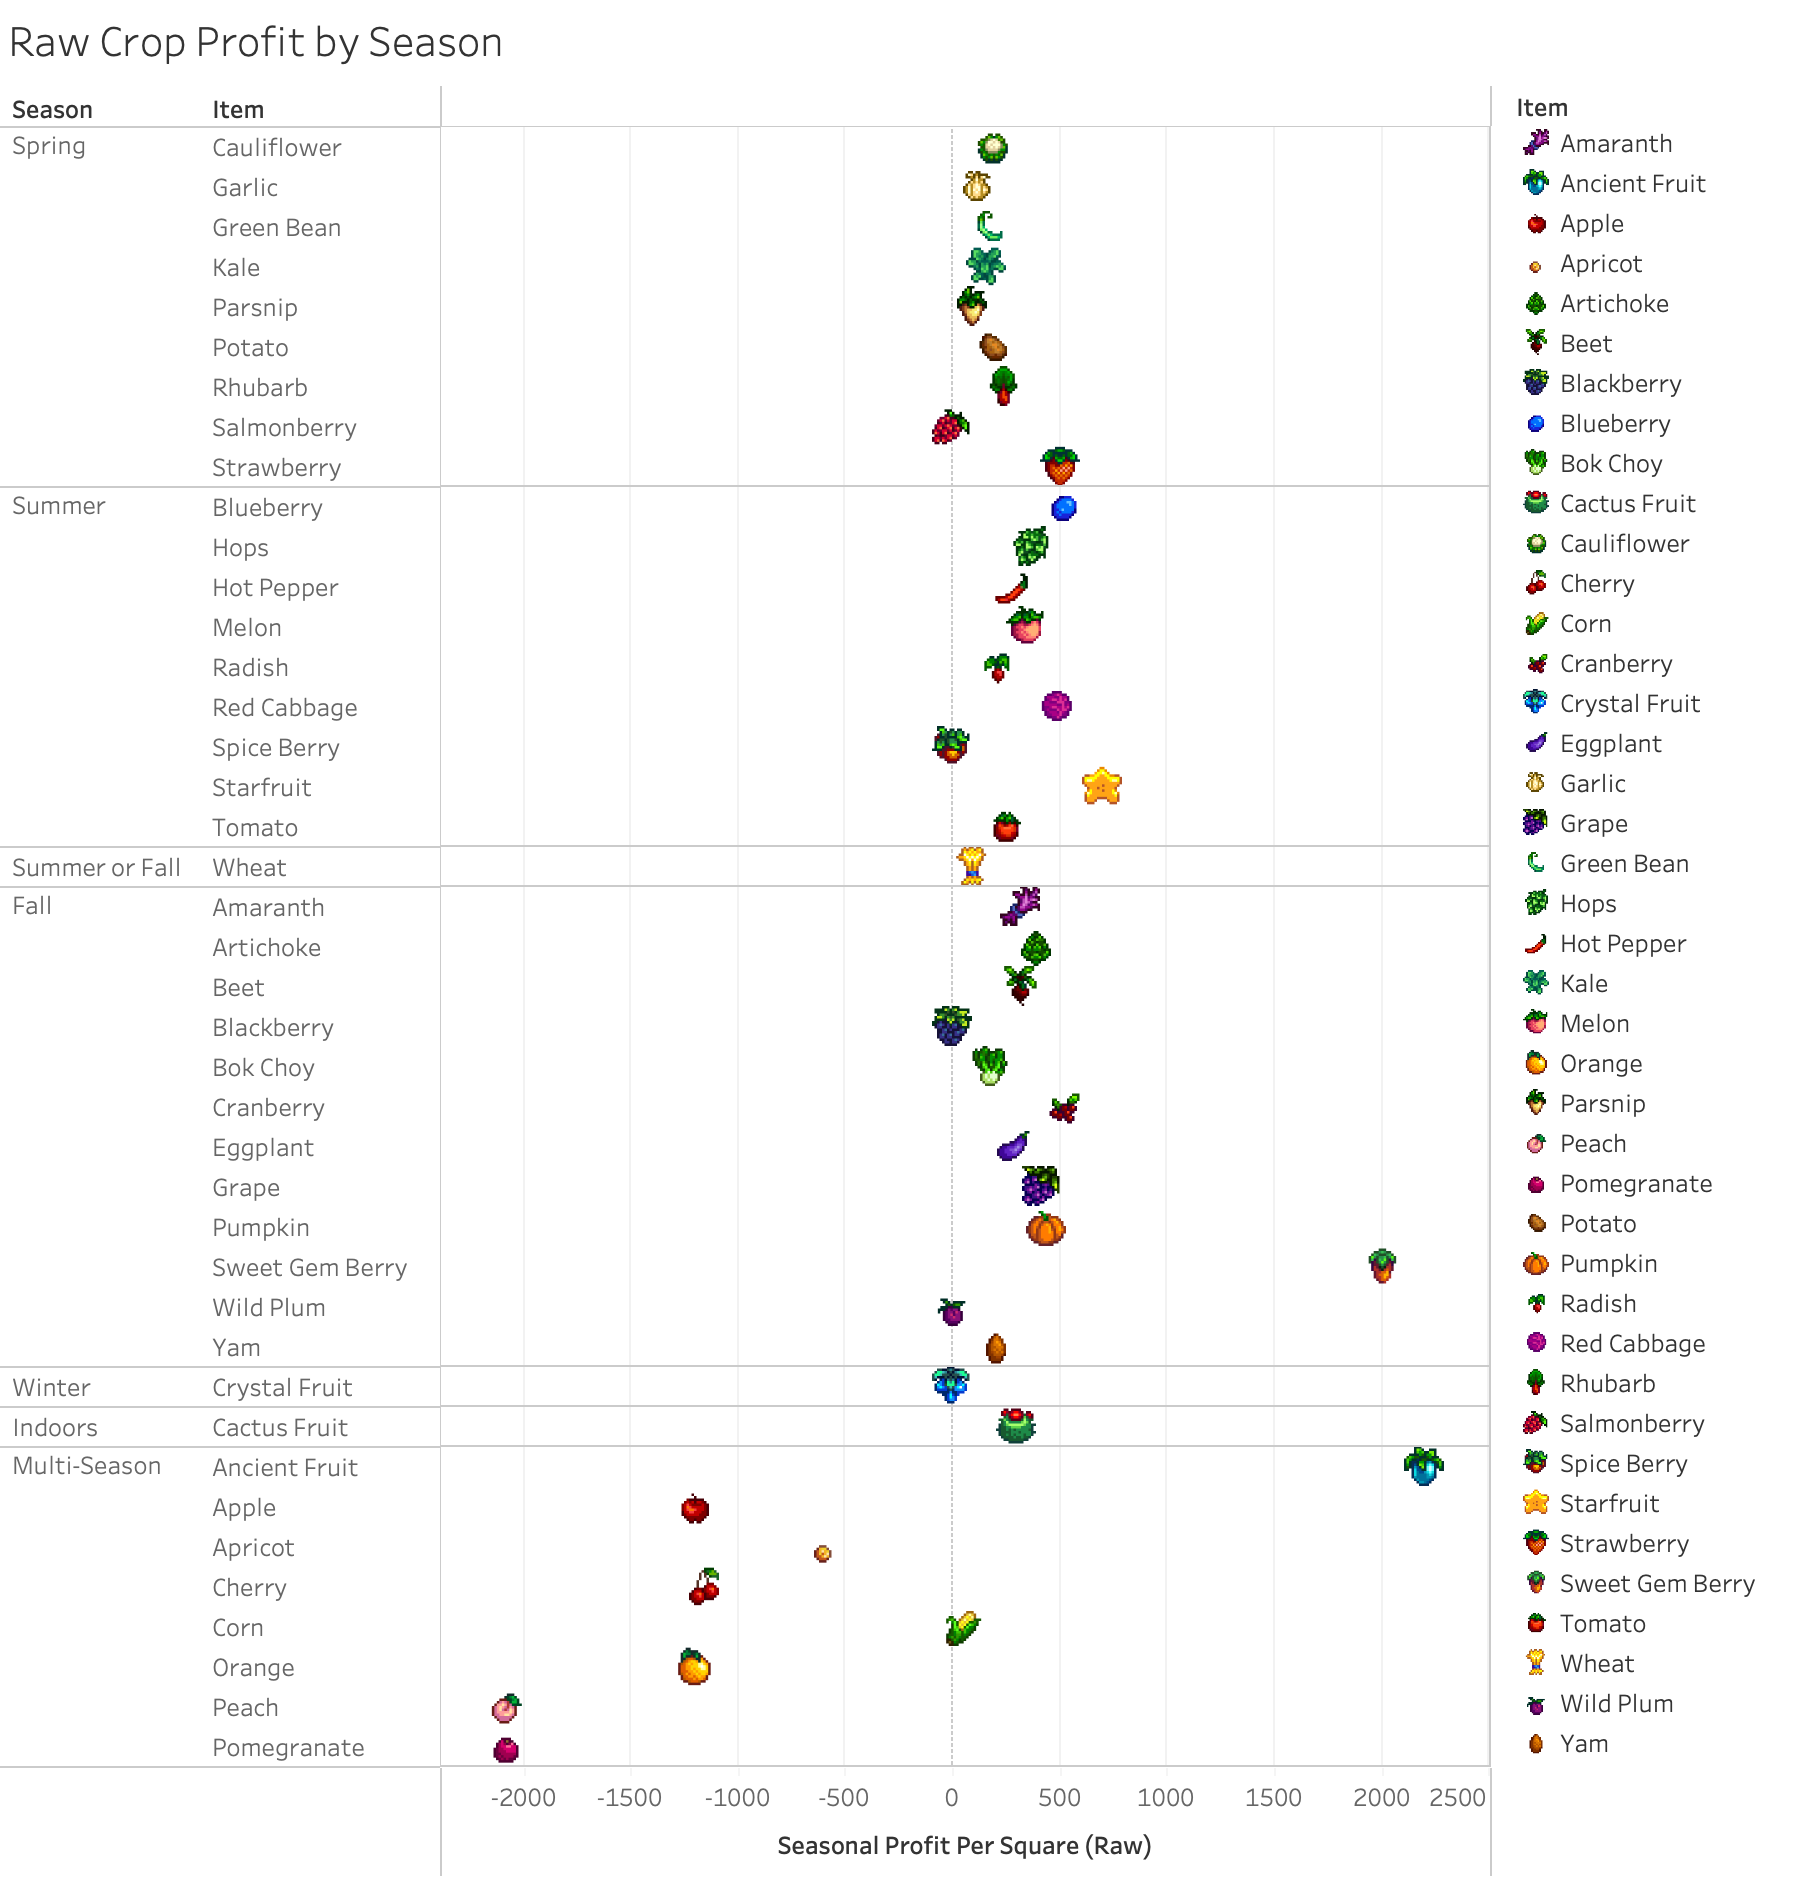 Raw Crop Profit by Season
Season Item
Spring Cauliflower
Garlic
Green Bean
Kale
Parsnip
Potato
Rhubarb
Salmonberry
Strawberry
Summer Blueberry
Hops
Hot Pepper
Melon
Radish
Red Cabbage
Spice Berry
Starfruit
Tomato
Summer or Fall Wheat
Fall Amaranth
Artichoke
Beet
Blackberry
Bok Choy
Cranberry
Eggplant
Grape
Pumpkin
Sweet Gem Berry
Wild Plum
Yam
Winter Crystal Fruit
Indoors Cactus Fruit
Multi-Season Ancient Fruit
Apple
Apricot
Cherry
Corn
Orange
Peach
Pomegranate
-2000 -1500 -1000 -500 0 500 1000 1500 2000 2500
Seasonal Profit Per Square (Raw)
Item
Amaranth
Ancient Fruit
Apple
Apricot
Artichoke
Beet
Blackberry
Blueberry
Bok Choy
Cactus Fruit
Cauliflower
Cherry
Corn
Cranberry
Crystal Fruit
Eggplant
Garlic
Grape
Green Bean
Hops
Hot Pepper
Kale
Melon
Orange
Parsnip
Peach
Pomegranate
Potato
Pumpkin
Radish
Red Cabbage
Rhubarb
Salmonberry
Spice Berry
Starfruit
Strawberry
Sweet Gem Berry
Tomato
Wheat
Wild Plum
Yam